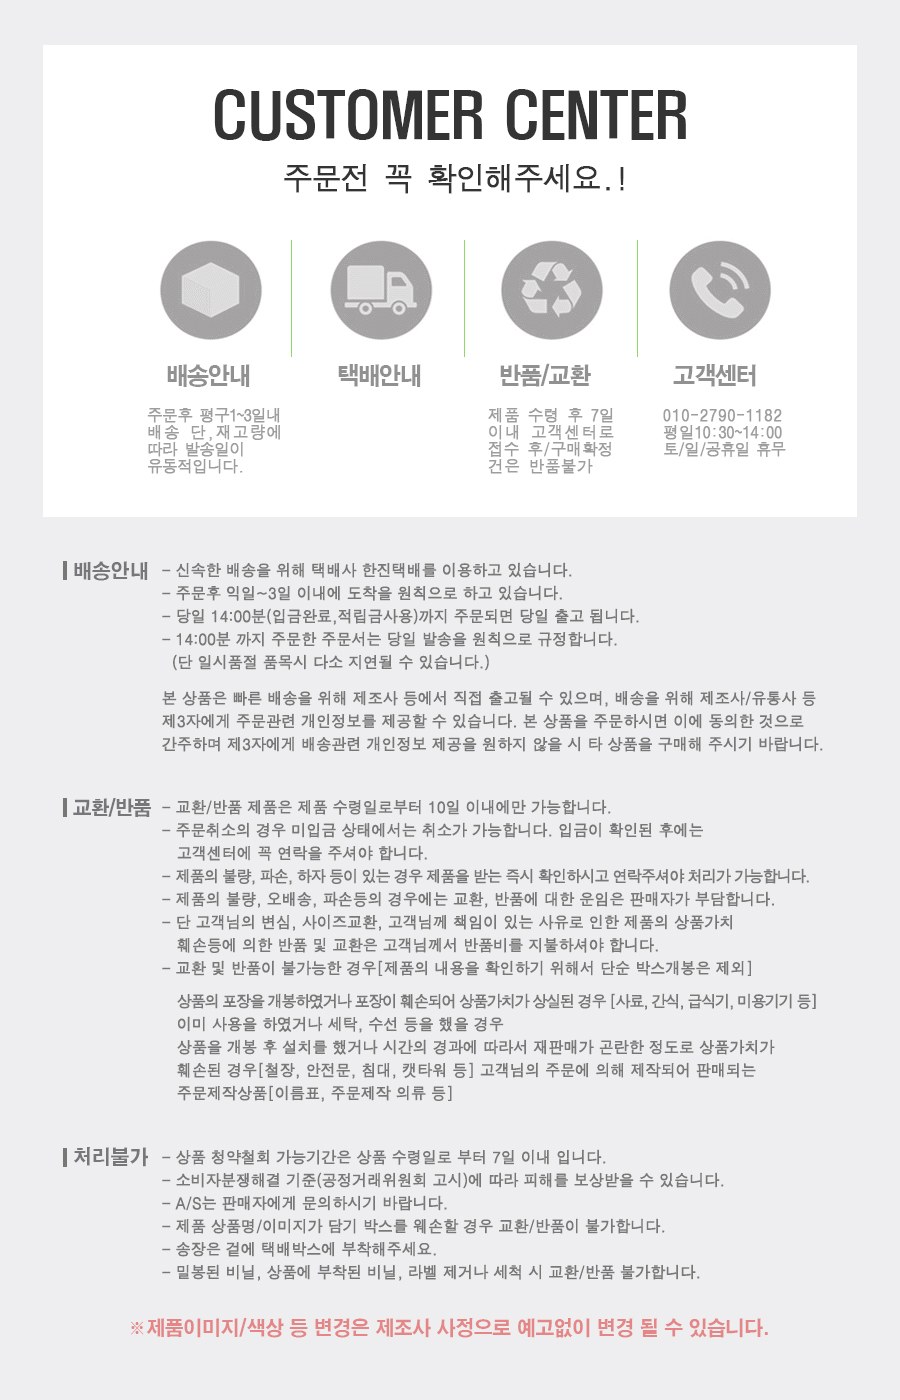 CUSTOMER CENTER
주문전 꼭 확인해주세요.!
배송안내
주문후 평구1~3일내
배송 단,재고량에
따라 발송일이
유동적입니다.
택배안내
반품/교환
제품 수령 후 7일
이내 고객센터로
접수 후/구매확정
건은 반품불가
고객센터
010-2790-1182
평일10:30~14:00
토/일/공휴일 휴무
배송안내
- 신속한 배송을 위해 택배사 한진택배를 이용하고 있습니다.
- 주문후 익일~3일 이내에 도착을 원칙으로 하고 있습니다.
- 당일 14:00분(입금완료,적립금사용)까지 주문되면 당일 출고 됩니다.
- 14:00분 까지 주문한 주문서는 당일 발송을 원칙으로 규정합니다.
(단 일시품절 품목시 다소 지연될 수 있습니다.)
본 상품은 빠른 배송을 위해 제조사 등에서 직접 출고될 수 있으며, 배송을 위해 제조사/유통사 등
제3자에게 주문관련 개인정보를 제공할 수 있습니다. 본 상품을 주문하시면 이에 동의한 것으로
간주하며 제3자에게 배송관련 개인정보 제공을 원하지 않을 시 타 상품을 구매해 주시기 바랍니다.
교환/반품
- 교환/반품 제품은 제품 수령일로부터 10일 이내에만 가능합니다.
- 주문취소의 경우 미입금 상태에서는 취소가 가능합니다. 입금이 확인된 후에는
고객센터에 꼭 연락을 주셔야 합니다.
- 제품의 불량, 파손, 하자 등이 있는 경우 제품을 받는 즉시 확인하시고 연락주셔야 처리가 가능합니다.
- 제품의 불량, 오배송, 파손등의 경우에는 교환, 반품에 대한 운임은 판매자가 부담합니다.
- 단 고객님의 변심, 사이즈교환, 고객님께 책임이 있는 사유로 인한 제품의 상품가치
훼손등에 의한 반품 및 교환은 고객님께서 반품비를 지불하셔야 합니다.
- 교환 및 반품이 불가능한 경우[제품의 내용을 확인하기 위해서 단순 박스개봉은 제외]
상품의 포장을 개봉하였거나 포장이 훼손되어 상품가치가 상실된 경우 [사료, 간식, 급식기, 미용기기 등]
이미 사용을 하였거나 세탁, 수선 등을 했을 경우
상품을 개봉 후 설치를 했거나 시간의 경과에 따라서 재판매가 곤란한 정도로 상품가치가
훼손된 경우[철장, 안전문, 침대, 캣타워 등] 고객님의 주문에 의해 제작되어 판매되는
주문제작상품[이름표, 주문제작 의류 등]
처리불가
- 상품 청약철회 가능기간은 상품 수령일로 부터 7일 이내 입니다.
- 소비자분쟁해결 기준(공정거래위원회 고시)에 따라 피해를 보상받을 수 있습니다.
- A/S는 판매자에게 문의하시기 바랍니다.
- 제품 상품명/이미지가 담기 박스를 웨손할 경우 교환/반품이 불가합니다.
- 송장은 겉에 택배박스에 부착해주세요.
- 밀봉된 비닐, 상품에 부착된 비닐, 라벨 제거나 세척 시 교환/반품 불가합니다.
※제품이미지/색상 등 변경은 제조사 사정으로 예고없이 변경 될 수 있습니다.